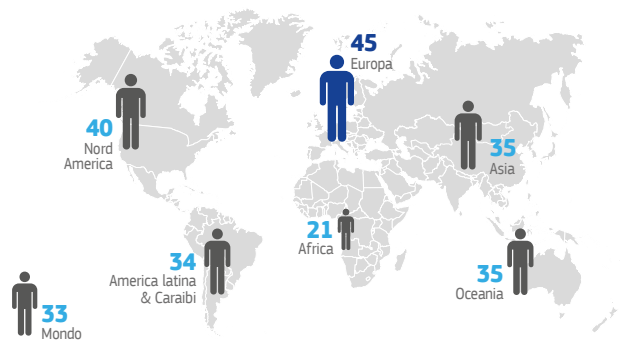 45
Europa
40
Nord
America
35
Asia
21
Africa
34
America latina
& Caraibi
35
Oceania
33
Mondo